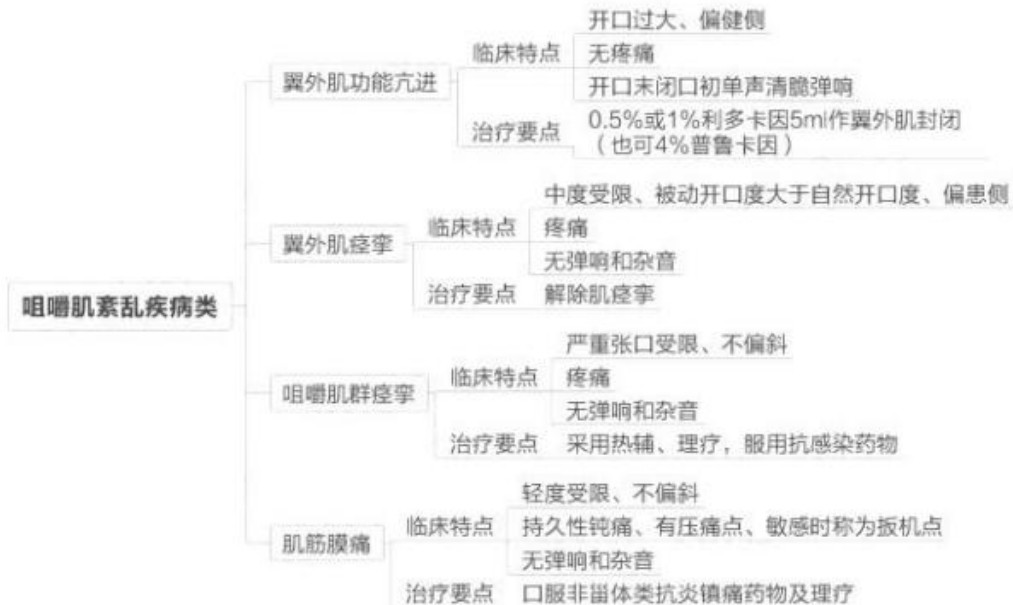 咀嚼肌紊乱疾病类
翼外肌功能亢进
临床特点
开口过大、偏健侧
无疼痛
开口末闭口初单声清脆弹响
治疗要点
0.5%或1%利多卡因5ml作翼外肌封闭
（也可4%普鲁卡因）
翼外肌痉挛
临床特点
中度受限、被动开口度大于自然开口度、偏患侧
疼痛
无弹响和杂音
治疗要点
解除肌痉挛
咀嚼肌群痉挛
临床特点
严重张口受限、不偏斜
疼痛
无弹响和杂音
治疗要点
采用热辅、理疗，服用抗感染药物
肌筋膜痛
临床特点
轻度受限、不偏斜
持久性钝痛、有压痛点、敏感时称为扳机点
无弹响和杂音
治疗要点
口服非甾体类抗炎镇痛药物及理疗